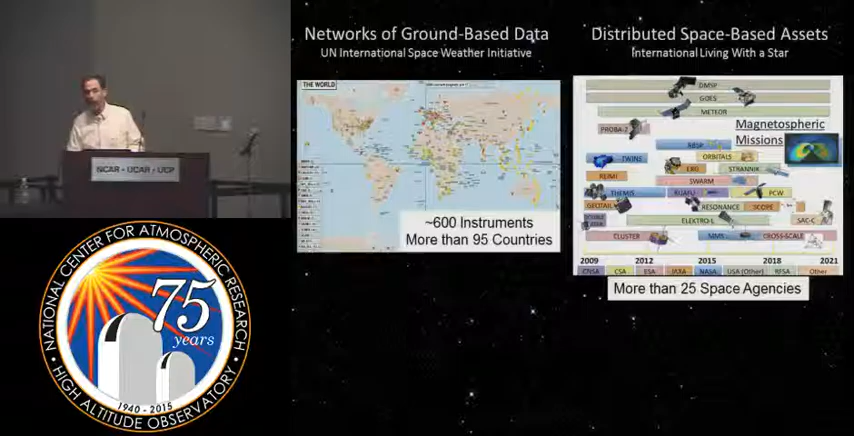 NCAR • UCAR • UCP
NATIONAL CENTER FOR ATMOSPHERIC RESEARCH
75
years
1940 - 2015
HIGH ALTITUDE OBSERVATORY
Networks of Ground-Based Data
UN International Space Weather Initiative
THE WORLD
~600 Instruments
More than 95 Countries
Distributed Space-Based Assets
International Living With a Star
DMSP
GOES
METEOR
Magnetospheric
Missions
PROBA-2
RBSP
TWINS
ORBITALS
ERG
STRANNIK
REIMI
SWARM
THEMIS
KUAFU
PCW
GEOTAIL
RESONANCE
SCOPE
DOUBLE
ELEKTRO-L
SAC-C
CLUSTER
MMS
CROSS-SCALE
2009 2012 2015 2018 2021
CNSA CSA ESA JAXA NASA USA (Other) RFSA Other
More than 25 Space Agencies